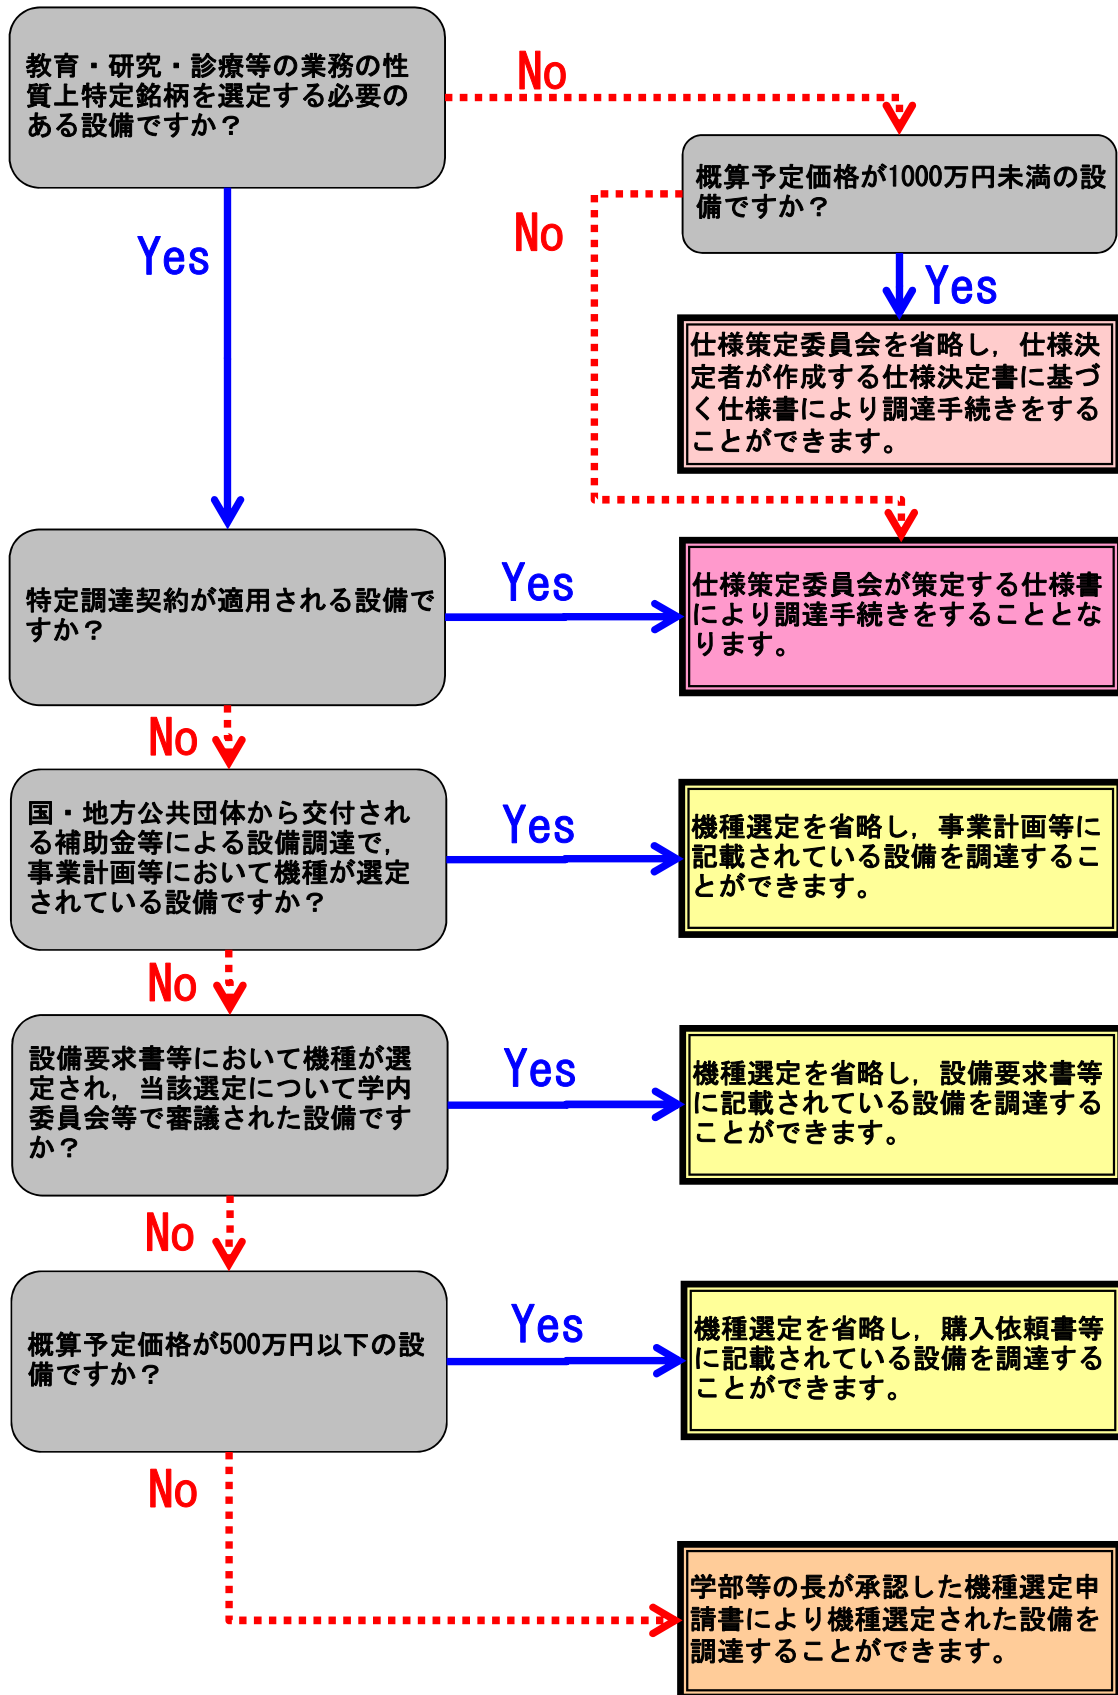 教育・研究・診療等の業務の性
質上特定銘柄を選定する必要の
ある設備ですか？
No
概算予定価格が1000万円未満の設
備ですか？
No
Yes
Yes
仕様策定委員会を省略し，仕様決
定者が作成する仕様決定書に基づ
く仕様書により調達手続きをする
ことができます。
特定調達契約が適用される設備で
すか？
Yes
仕様策定委員会が策定する仕様書
により調達手続きをすることとな
ります。
No
国・地方公共団体から交付され
る補助金等による設備調達で，
事業計画等において機種が選定
されている設備ですか？
Yes
機種選定を省略し，事業計画等に
記載されている設備を調達するこ
とができます。
No
設備要求書等において機種が選
定され，当該選定について学内
委員会等で審議された設備です
か？
Yes
機種選定を省略し，設備要求書等
に記載されている設備を調達する
ことができます。
No
概算予定価格が500万円以下の設
備ですか？
Yes
機種選定を省略し，購入依頼書等
に記載されている設備を調達する
ことができます。
No
学部等の長が承認した機種選定申
請書により機種選定された設備を
調達することができます。